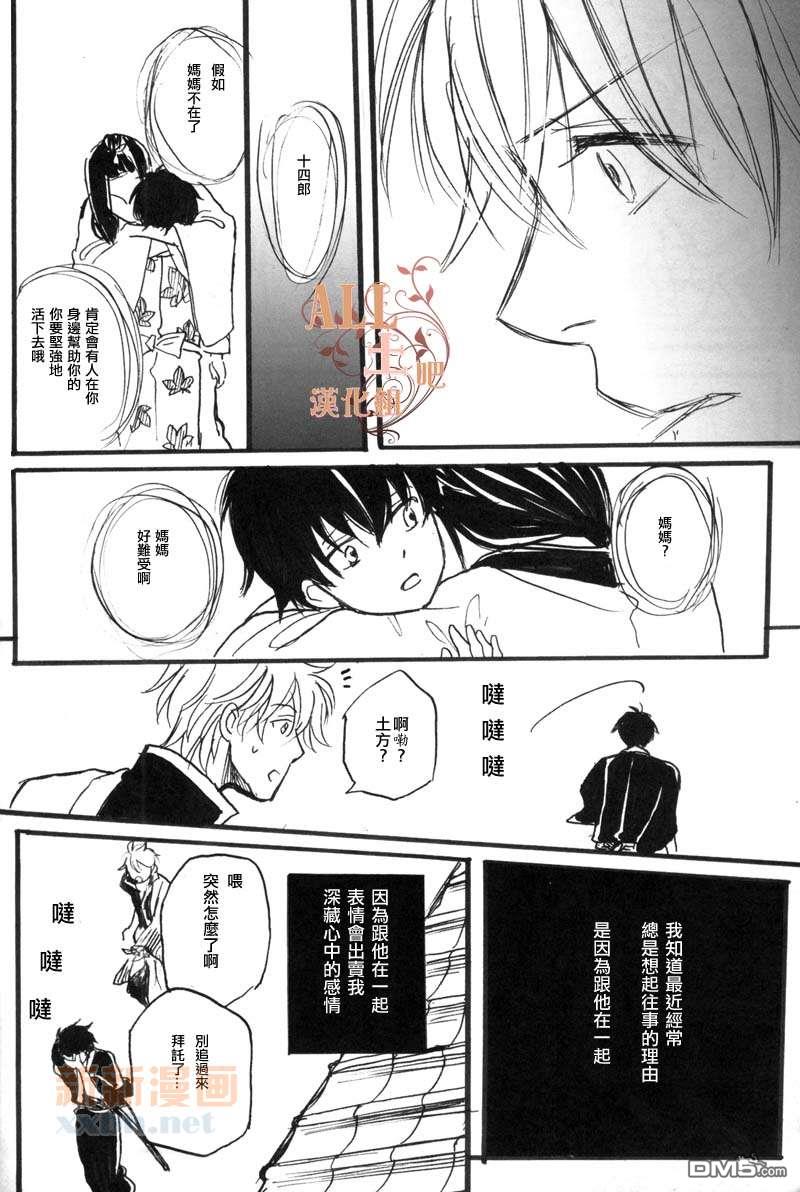 十四郎
假如
媽媽不在了
肯定會有人在你
身邊幫助你的
你要堅強地
活下去哦
ALL
土
吧
漢化組
媽媽？
媽媽
好難受啊
噠
噠
噠
啊嘞？
土方？
我知道最近經常
總是想起往事的理由
是因為跟他在一起
因為跟他在一起
表情會出賣我
深藏心中的感情
喂
突然怎麼了啊
噠
噠
噠
別追過來
拜託了…
新新漫画
xxbn.net
DM5.com